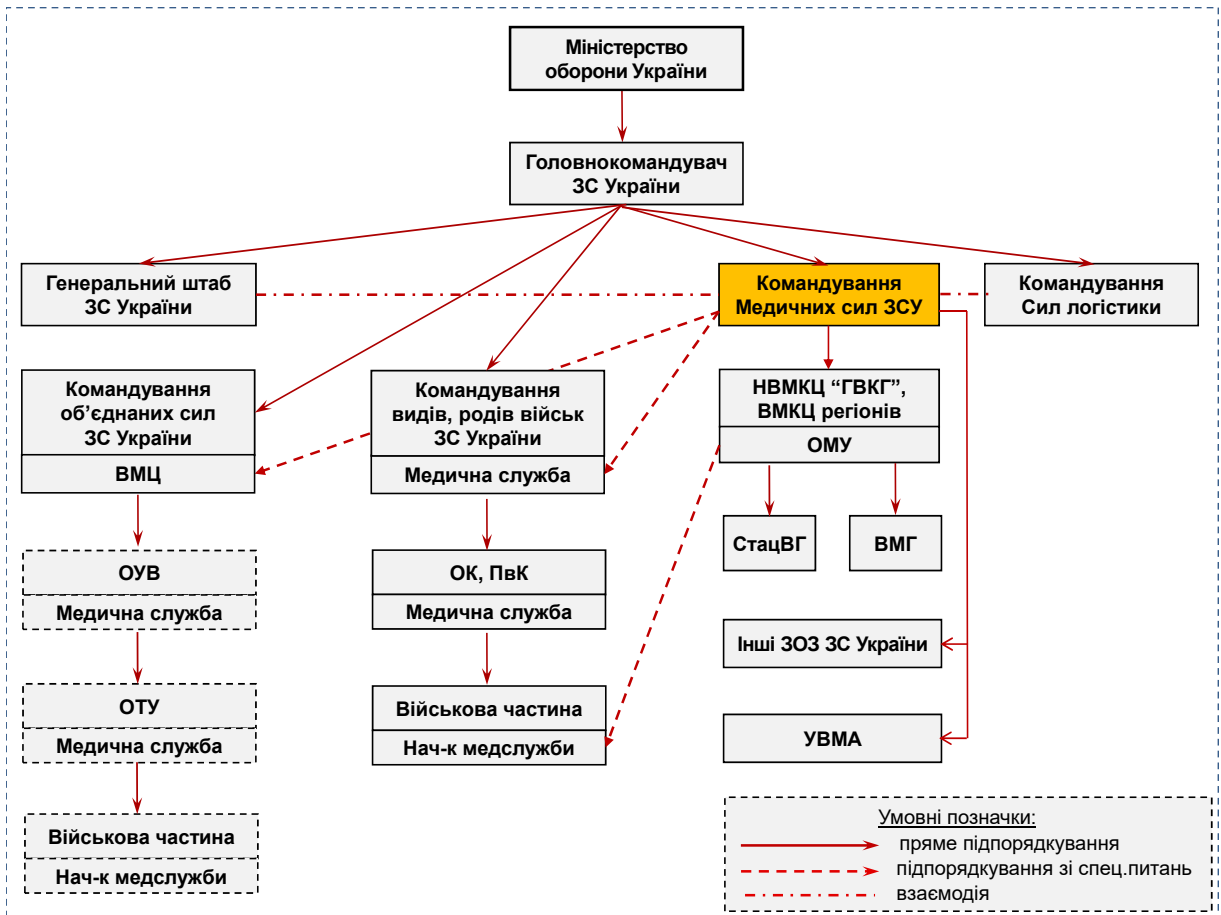 Міністерство
оборони України
Головнокомандувач
ЗС України
Генеральний штаб
ЗС України
Командування
Медичних сил ЗСУ
Командування
Сил логістики
Командування
об’єднаних сил
ЗС України
ВМЦ
Командування
видів, родів військ
ЗС України
Медична служба
НВМКЦ “ГВКГ”,
ВМКЦ регіонів
ОМУ
СтацВГ
ВМГ
ОУВ
Медична служба
ОК, ПвК
Медична служба
Інші ЗОЗ ЗС України
ОТУ
Медична служба
Військова частина
Нач-к медслужби
УВМА
Військова частина
Нач-к медслужби
Умовні позначки:
пряме підпорядкування
підпорядкування зі спец.питань
взаємодія